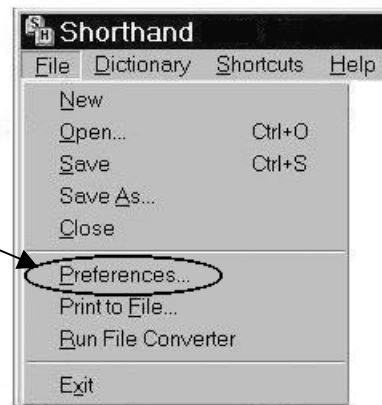 SH Shorthand
File Dictionary Shortcuts Help
New
Open... Ctrl+O
Save Ctrl+S
Save As...
Close
Preferences...
Print to File...
Run File Converter
Exit